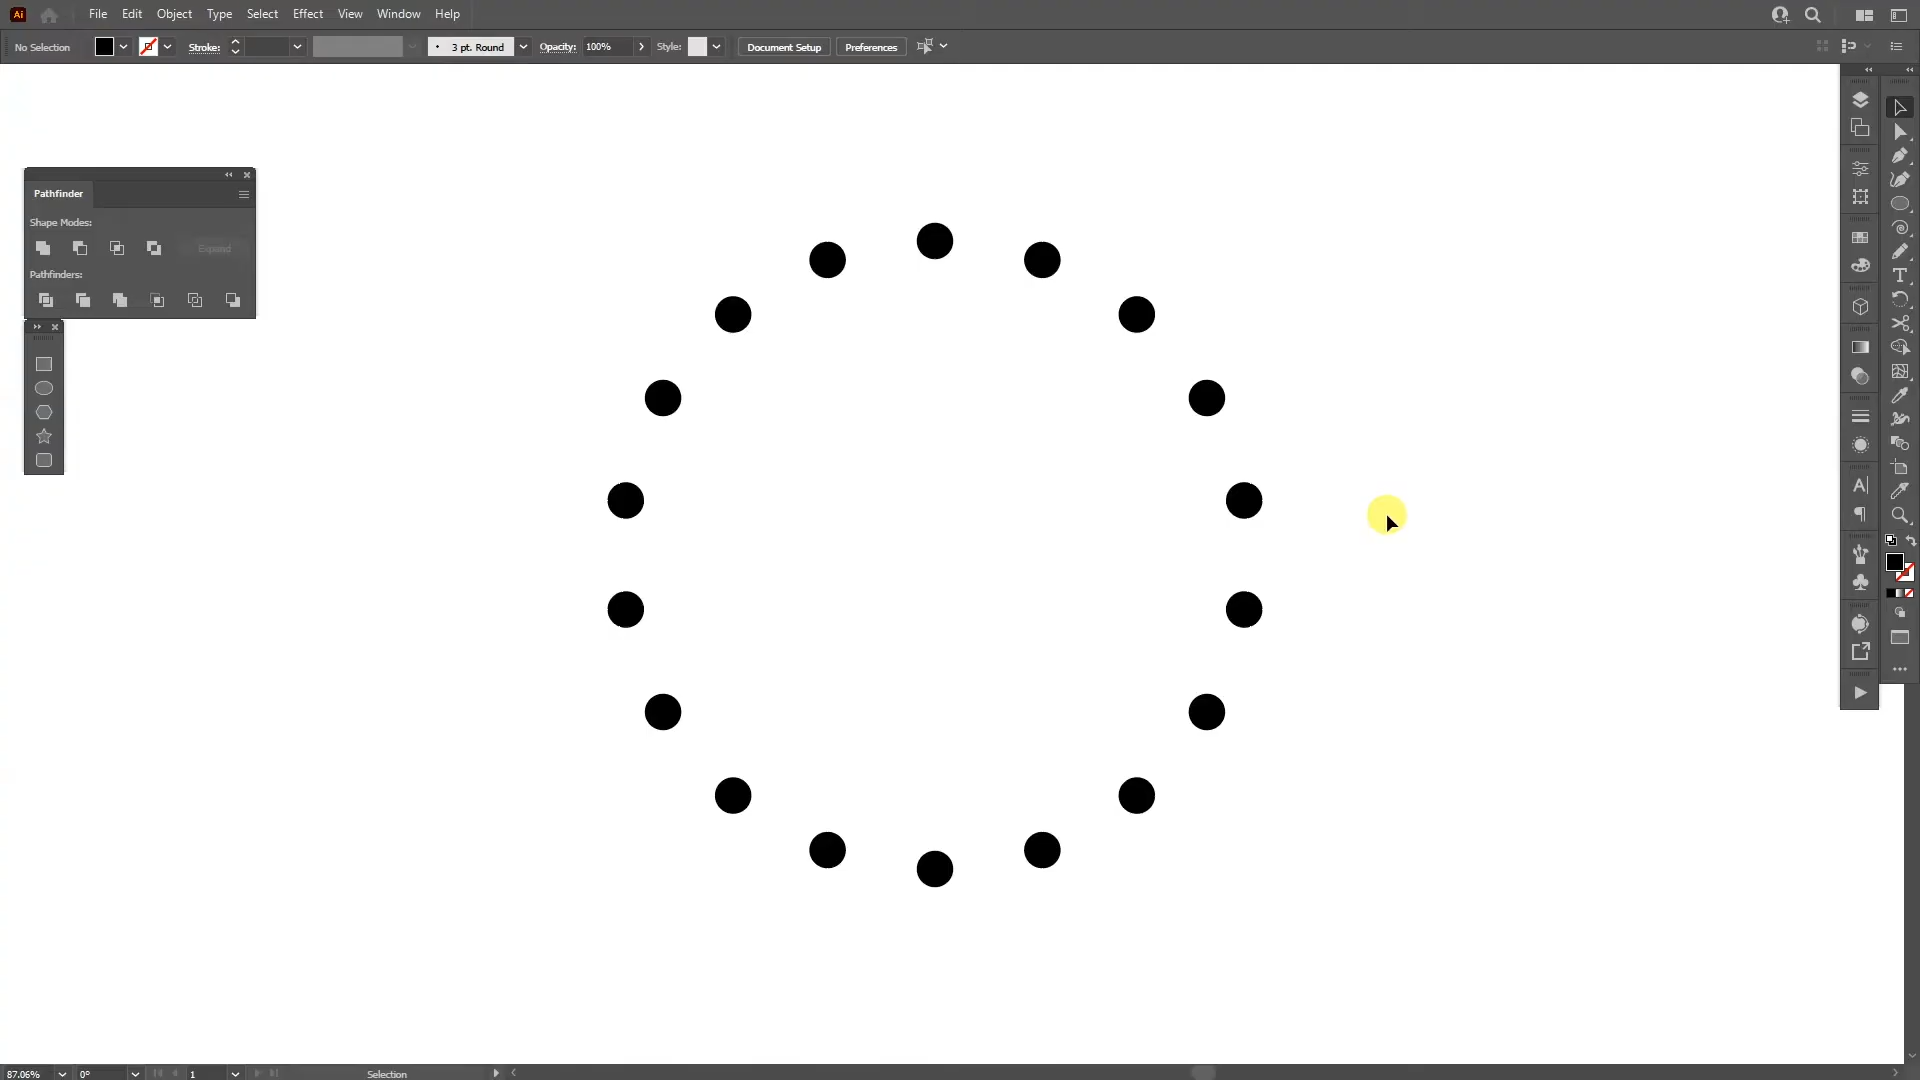 Ai File Edit Object Type Select Effect View Window Help
No Selection Stroke: 3 pt. Round Opacity: 100% Style: Document Setup Preferences
Pathfinder
Shape Modes:
Expand
Pathfinders:
87.06% 0° 1 Selection